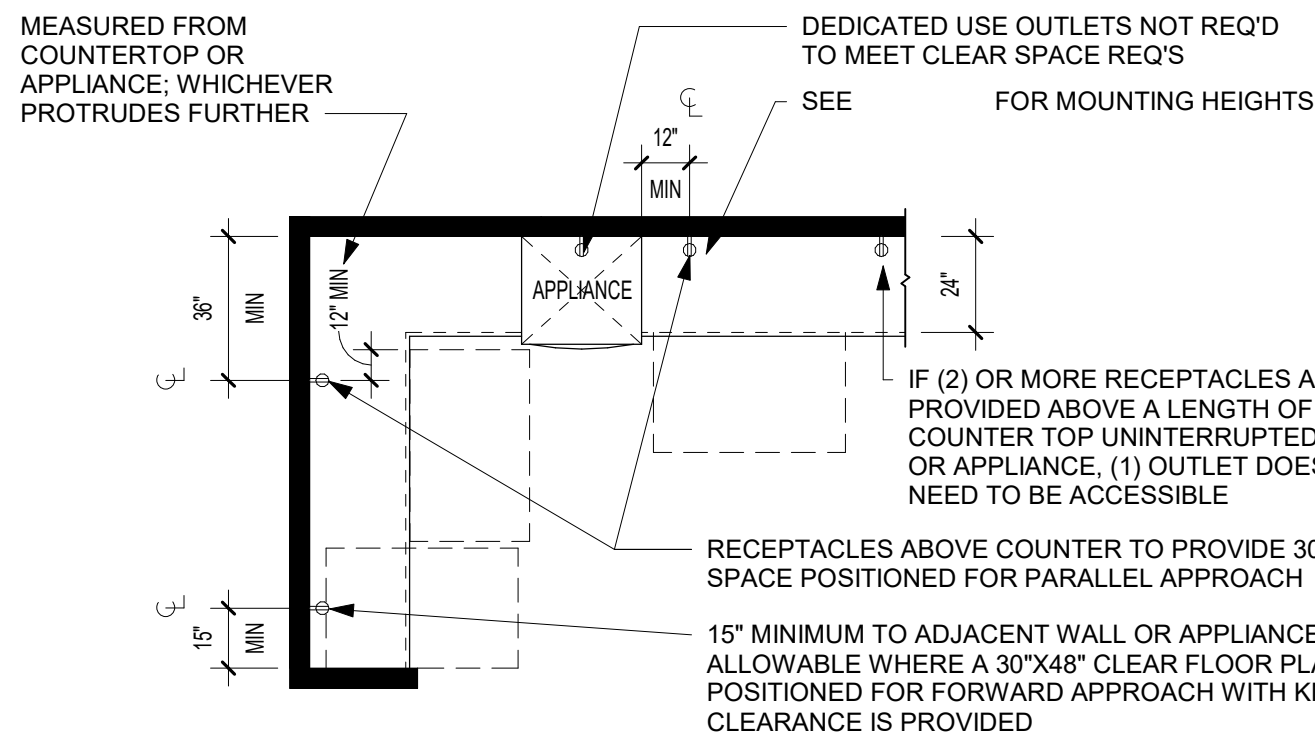 MEASURED FROM
COUNTERTOP OR
APPLIANCE; WHICHEVER
PROTRUDES FURTHER
DEDICATED USE OUTLETS NOT REQ'D
TO MEET CLEAR SPACE REQ'S
SEE FOR MOUNTING HEIGHTS
12"
MIN
36"
MIN
12" MIN
APPLIANCE
24"
IF (2) OR MORE RECEPTACLES A
PROVIDED ABOVE A LENGTH OF
COUNTER TOP UNINTERRUPTED
OR APPLIANCE, (1) OUTLET DOES
NEED TO BE ACCESSIBLE
RECEPTACLES ABOVE COUNTER TO PROVIDE 30
SPACE POSITIONED FOR PARALLEL APPROACH
15"
MIN
15" MINIMUM TO ADJACENT WALL OR APPLIANCE
ALLOWABLE WHERE A 30"X48" CLEAR FLOOR PLA
POSITIONED FOR FORWARD APPROACH WITH K
CLEARANCE IS PROVIDED